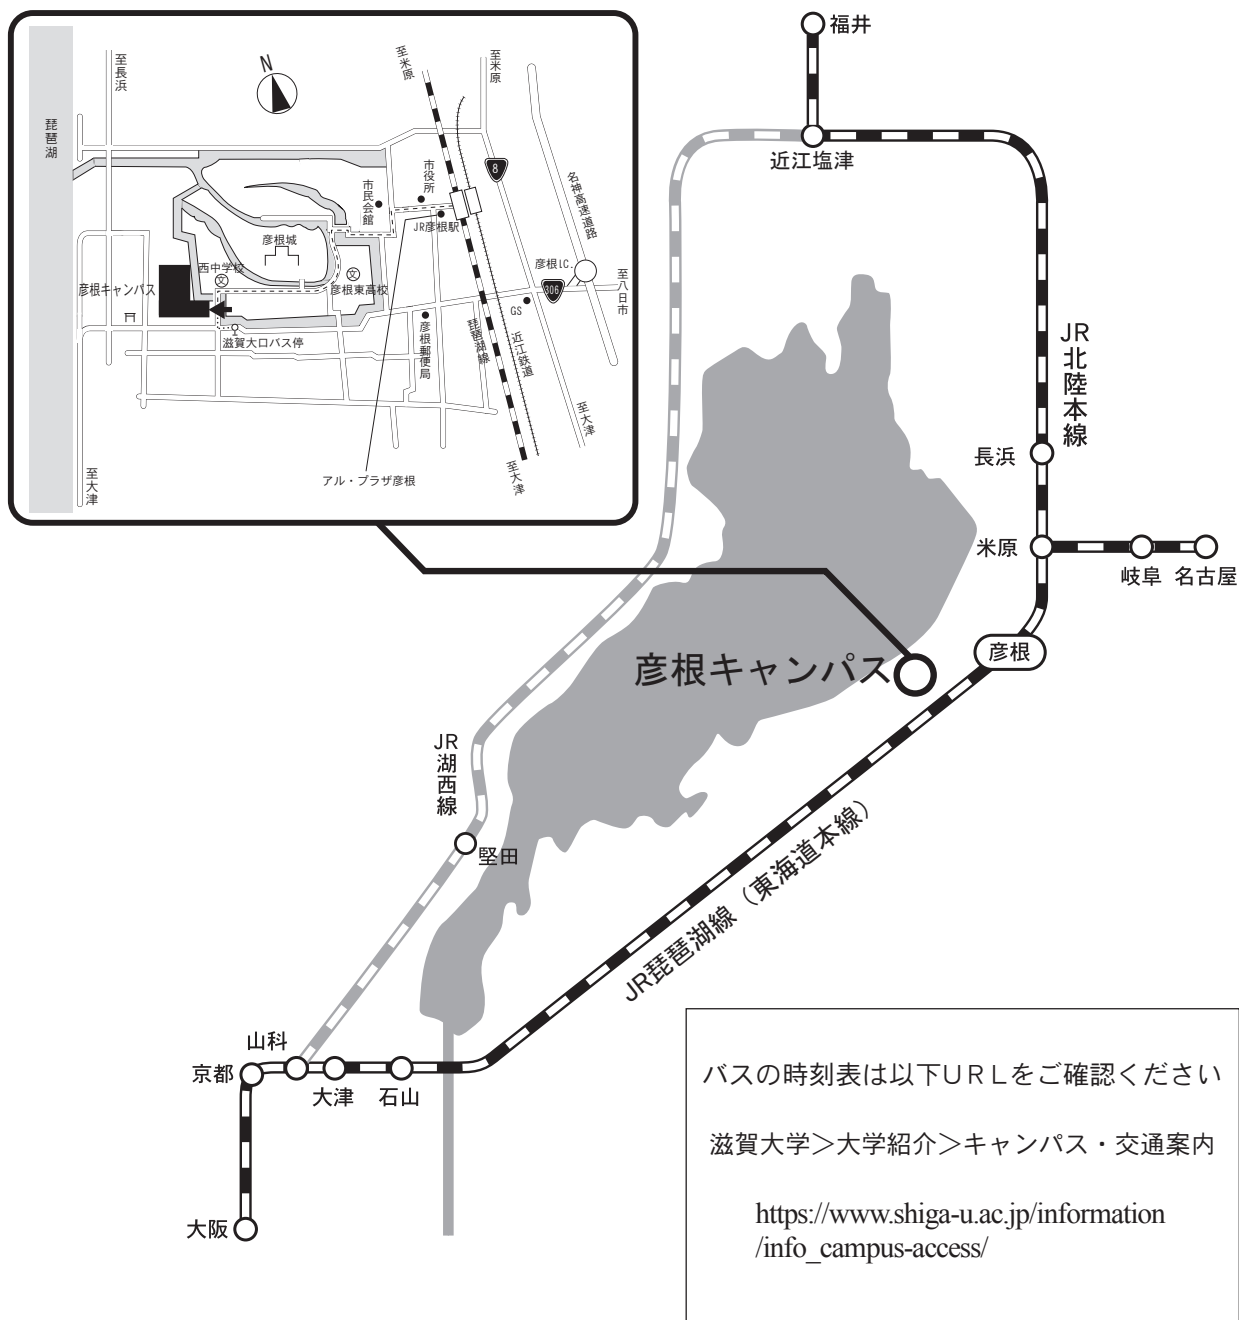 福井
近江塩津
JR北陸本線
長浜
米原
岐阜
名古屋
彦根
彦根キャンパス
JR湖西線
堅田
JR琵琶湖線（東海道本線）
山科
京都
大津
石山
大阪
琵琶湖
至長浜
N
至米原
至米原
8
名神高速道路
市役所
市民会館
JR彦根駅
彦根城
西中学校
文
文
彦根東高校
彦根キャンパス
彦根I.C.
至八日市
306
GS
滋賀大口バス停
彦根郵便局
琵琶湖線
近江鉄道
至大津
至大津
至大津
アル・プラザ彦根
バスの時刻表は以下URLをご確認ください
滋賀大学＞大学紹介＞キャンパス・交通案内
https://www.shiga-u.ac.jp/information
/info_campus-access/